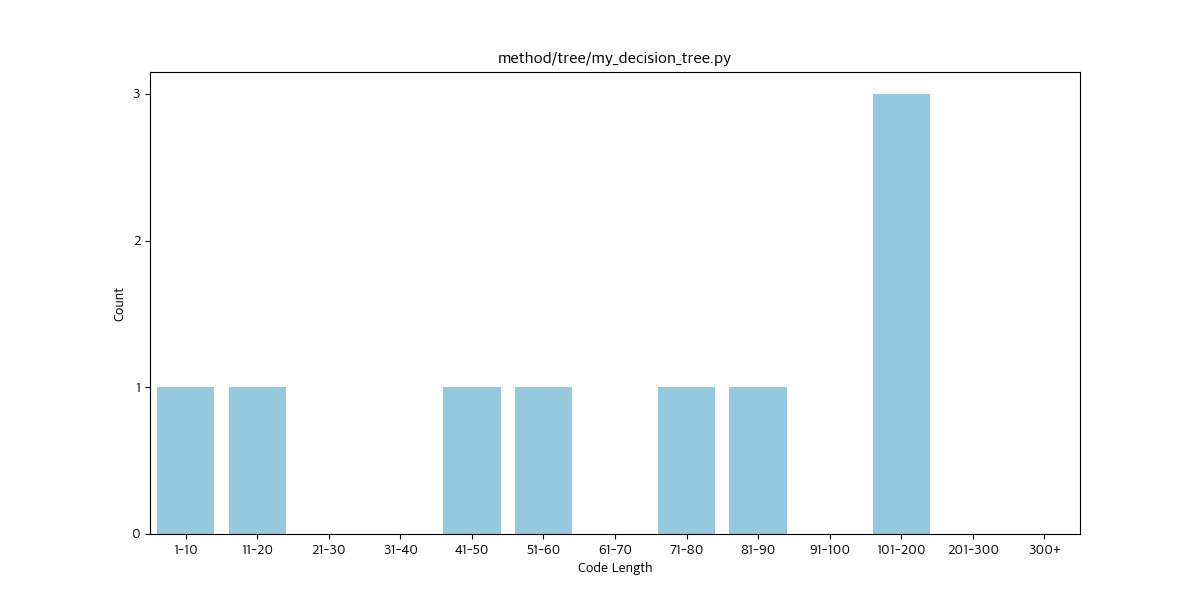 method/tree/my_decision_tree.py
Count
3
2
1
0
1-10 11-20 21-30 31-40 41-50 51-60 61-70 71-80 81-90 91-100 101-200 201-300 300+
Code Length